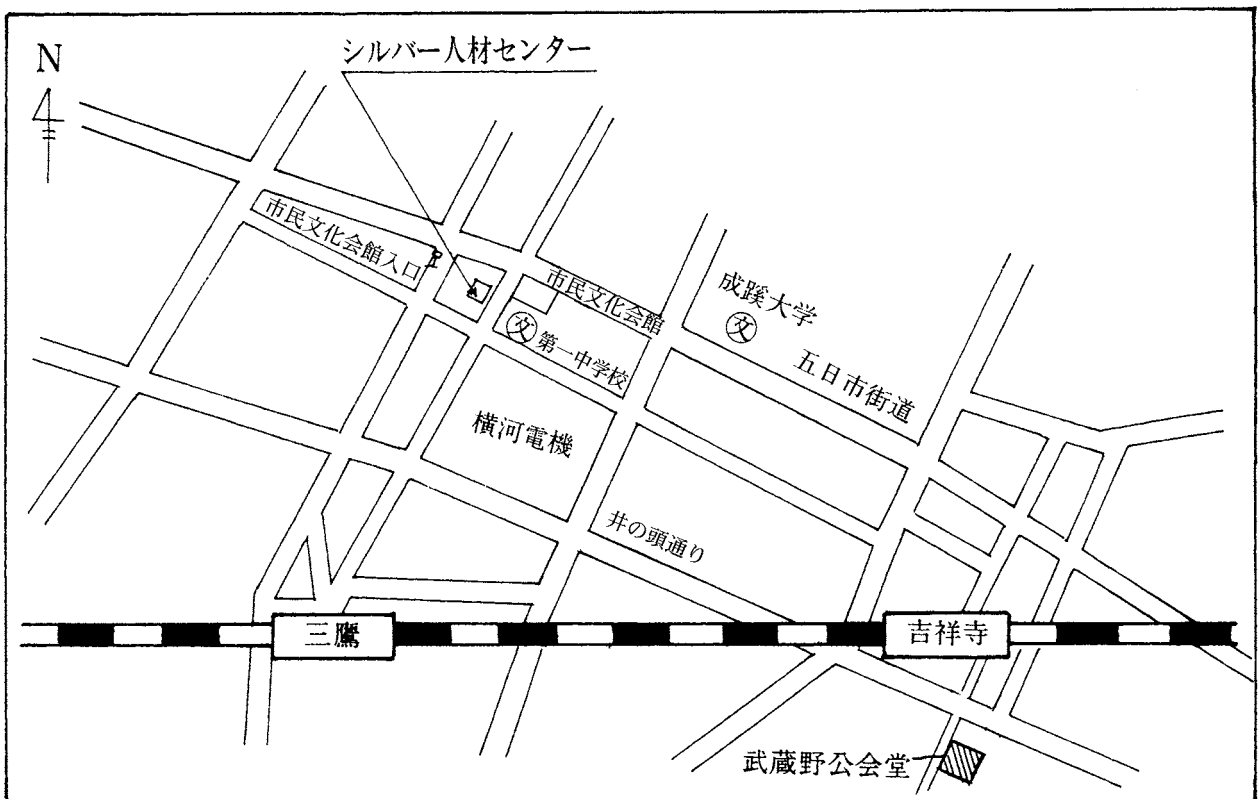 N
シルバー人材センター
市民文化会館入口
市民文化会館
文
第一中学校
成蹊大学
文
五日市街道
横河電機
井の頭通り
三鷹
吉祥寺
武蔵野公会堂